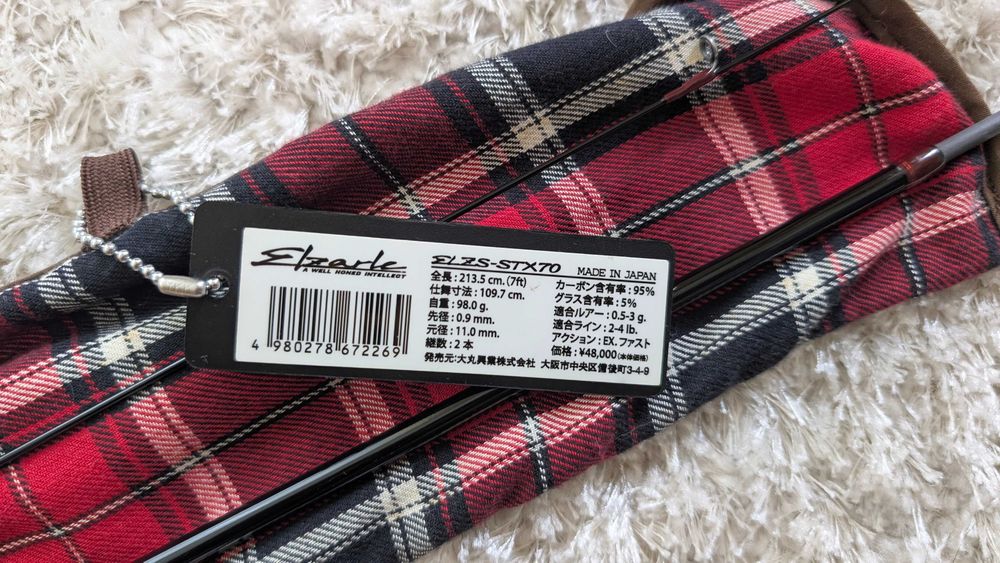 Elzark
A WELL HONED INTELLECT
4 980278 672269
ELZS-STX70 MADE IN JAPAN
全長:213.5 cm.(7ft)
仕舞寸法:109.7 cm.
自重:98.0 g.
先径:0.9 mm.
元径:11.0 mm.
継数:2 本
カーボン含有率:95%
グラス含有率:5%
適合ルアー:0.5-3 g.
適合ライン:2-4 lb.
アクション:EX.ファスト
価格:¥48,000(本体価格)
発売元:大丸興業株式会社 大阪市中央区備後町3-4-9